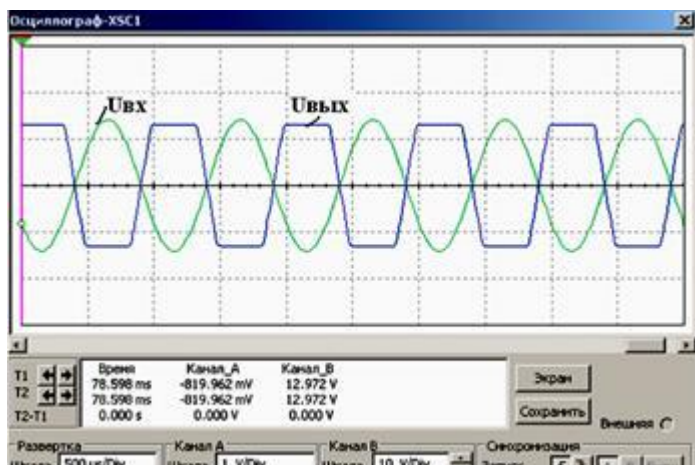 Осциллограф-XSC1
Uвх Uвых
Время Канал_A Канал_B
T1 78.598 ms -819.962 mV 12.972 V
T2 78.598 ms -819.962 mV 12.972 V
T2-T1 0.000 s 0.000 V 0.000 V
Экран
Сохранить
Внешняя
Развертка Канал A Канал B Синхронизация
500 us/Div 1 V/Div 10 V/Div